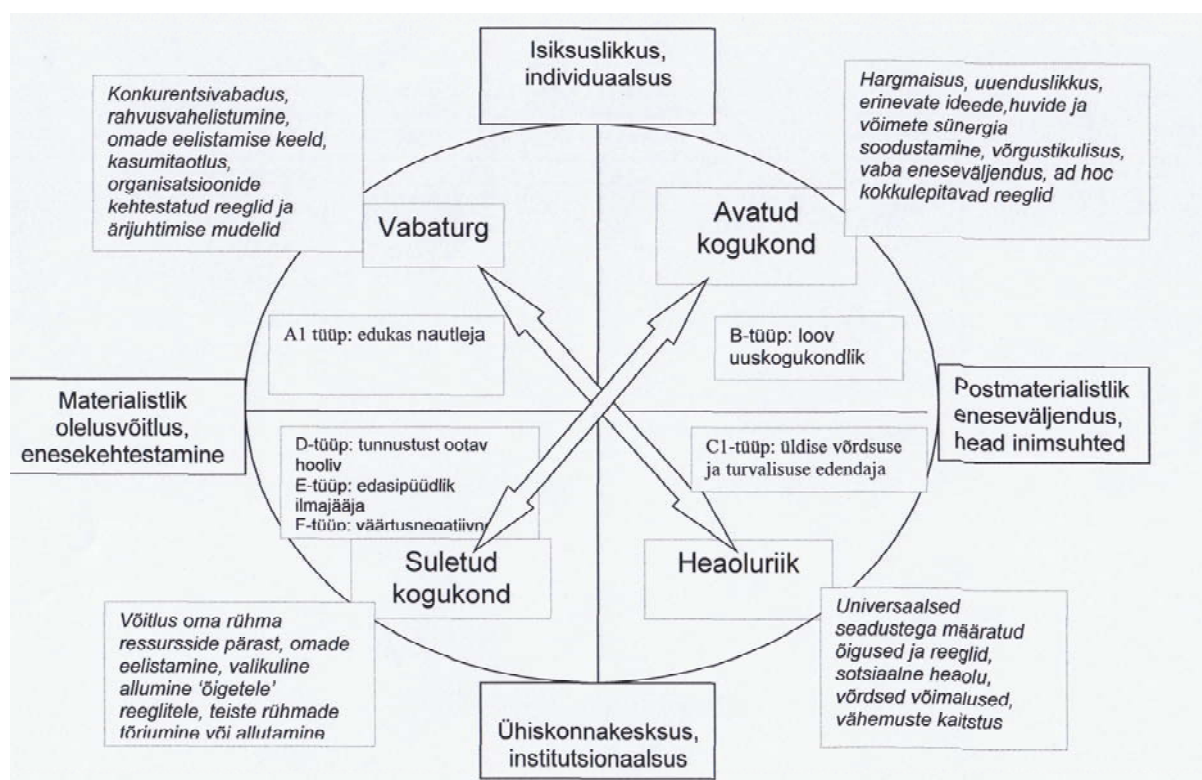 Isiksuslikkus,
individuaalsus
Konkurentsivabadus,
rahvusvahelistumine,
omade eelistamise keeld,
kasumitaotlus,
organisatsioonide
kehtestatud reeglid ja
ärijuhtimise mudelid
Hargmaisus, uuenduslikkus,
erinevate ideede, huvide ja
võimete sünergia
soodustamine, võrgustikulisus,
vaba eneseväljendus, ad hoc
kokkulepitavad reeglid
Vabaturg
Avatud
kogukond
A1 tüüp: edukas nautleja
B-tüüp: loov
uuskogukondlik
Materialistlik
olelusvõitlus,
enesekehtestamine
Postmaterialistlik
eneseväljendus,
head inimsuhted
D-tüüp: tunnustust ootav
hooliv
E-tüüp: edasipüüdlik
ilmajääja
F-tüüp:
C1-tüüp: üldise võrdsuse
ja turvalisuse edendaja
Suletud
kogukond
Heaoluriik
Võitlus oma rühma
ressursside pärast, omade
eelistamine, valikuline
allumine 'õigetele'
reeglitele, teiste rühmade
tõrjumine või allutamine
Universaalsed
seadustega määratud
õigused ja reeglid,
sotsiaalne heaolu,
võrdsed võimalused,
vähemuste kaitstus
Ühiskonnakesksus,
institutsionaalsus